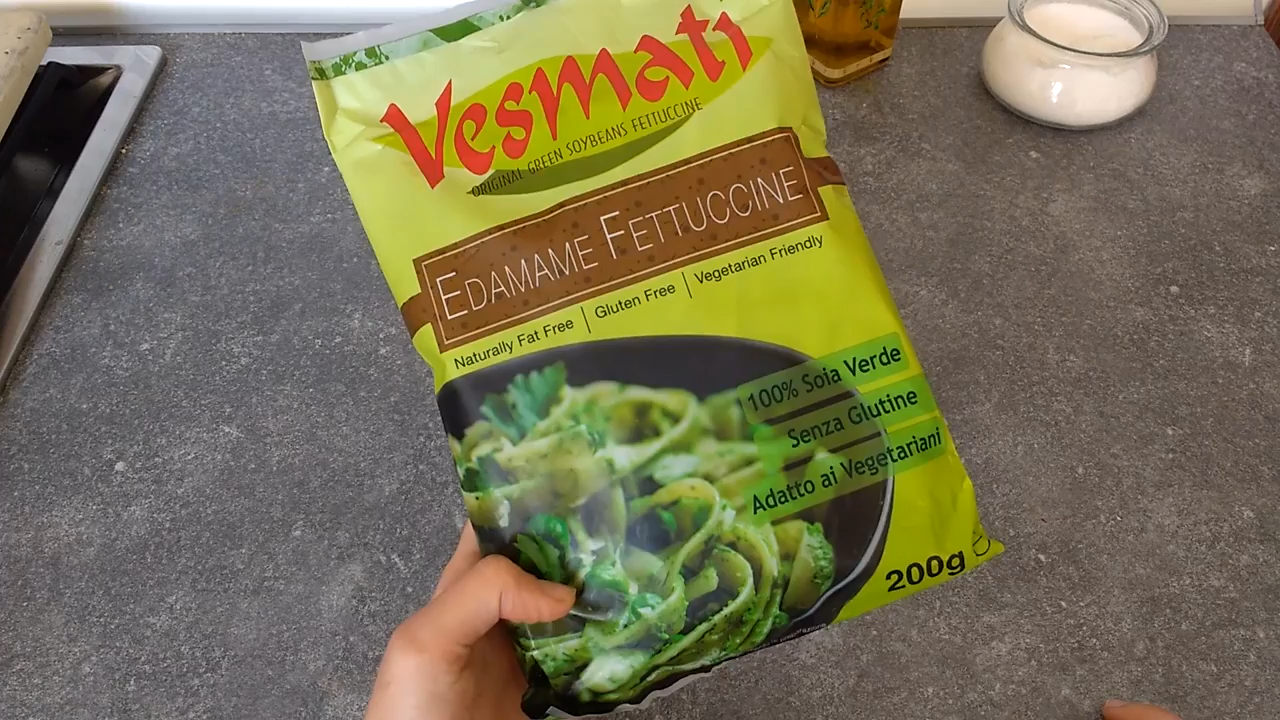 Vesmati
ORIGINAL GREEN SOYBEANS FETTUCCINE
EDAMAME FETTUCCINE
Naturally Fat Free | Gluten Free | Vegetarian Friendly
100% Soia Verde
Senza Glutine
Adatto ai Vegetariani
200g e